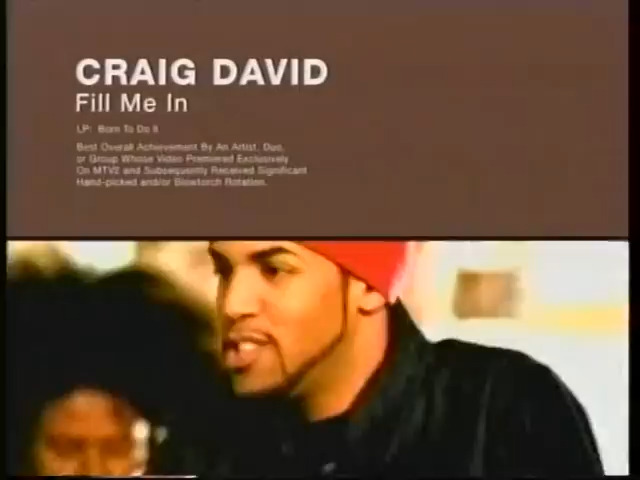 CRAIG DAVID
Fill Me In
LP: Born To Do It
Best Overall Achievement By An Artist, Duo,
or Group Whose Video Premiered Exclusively
On MTV2 and Subsequently Received Significant
Hand-picked and/or Blowtorch Rotation.